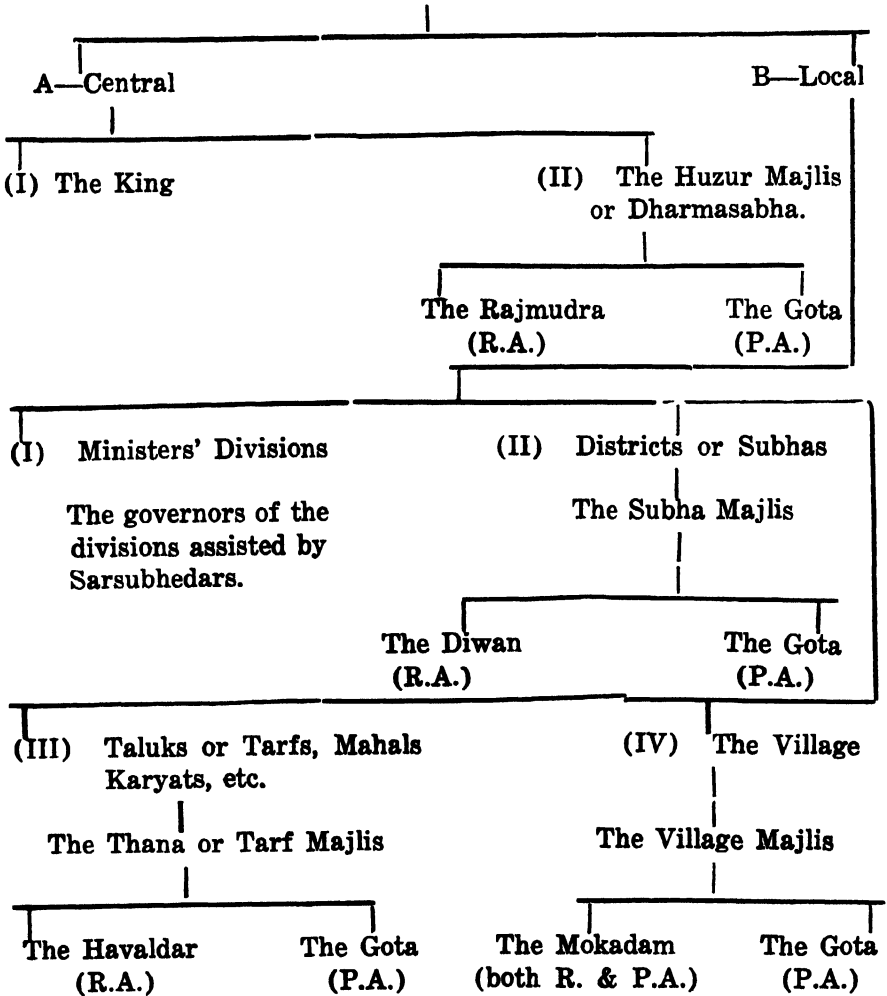 A—Central
B—Local
(I) The King
(II) The Huzur Majlis
or Dharmasabha.
The Rajmudra
(R.A.)
The Gota
(P.A.)
(I) Ministers' Divisions
The governors of the
divisions assisted by
Sarsubhedars.
(II) Districts or Subhas
The Subha Majlis
The Diwan
(R.A.)
The Gota
(P.A.)
(III) Taluks or Tarfs, Mahals
Karyats, etc.
The Thana or Tarf Majlis
The Havaldar
(R.A.)
The Gota
(P.A.)
(IV) The Village
The Village Majlis
The Mokadam
(both R. & P.A.)
The Gota
(P.A.)